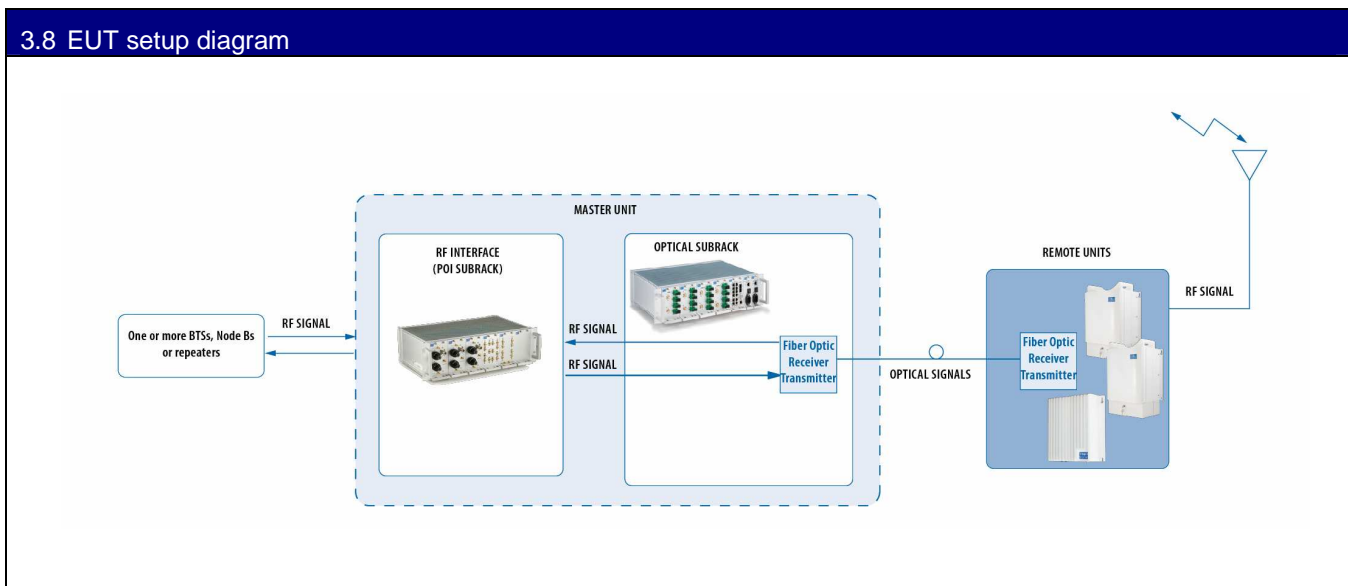 3.8 EUT setup diagram
MASTER UNIT
RF INTERFACE
(POI SUBRACK)
OPTICAL SUBRACK
REMOTE UNITS
RF SIGNAL
One or more BTSs, Node Bs
or repeaters
RF SIGNAL
RF SIGNAL
RF SIGNAL
Fiber Optic
Receiver
Transmitter
OPTICAL SIGNALS
Fiber Optic
Receiver
Transmitter